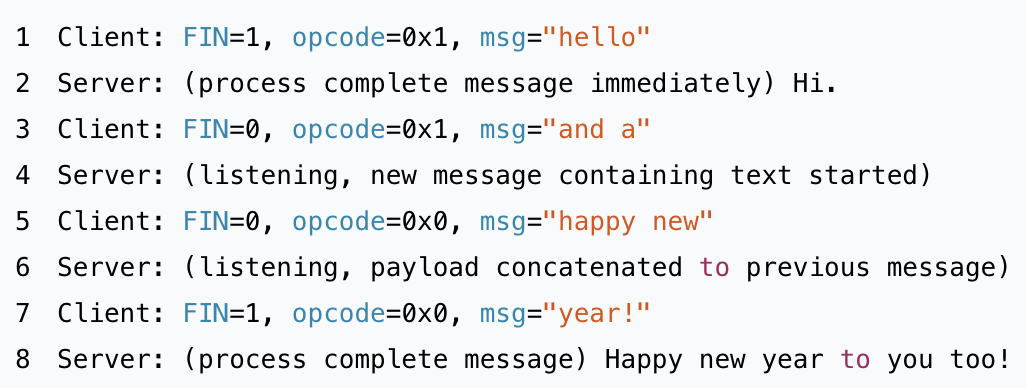 1 Client: FIN=1, opcode=0x1, msg="hello"
2 Server: (process complete message immediately) Hi.
3 Client: FIN=0, opcode=0x1, msg="and a"
4 Server: (listening, new message containing text started)
5 Client: FIN=0, opcode=0x0, msg="happy new"
6 Server: (listening, payload concatenated to previous message)
7 Client: FIN=1, opcode=0x0, msg="year!"
8 Server: (process complete message) Happy new year to you too!